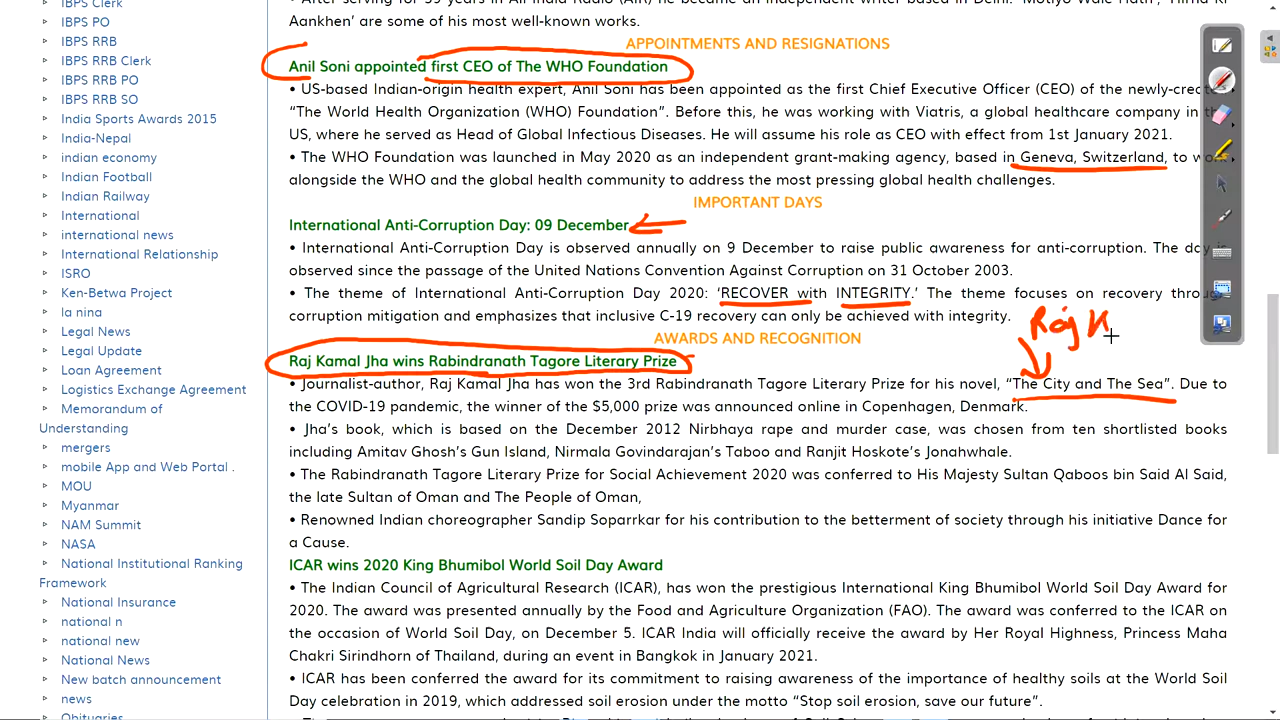 IBPS Clerk
IBPS PO
IBPS RRB
IBPS RRB Clerk
IBPS RRB PO
IBPS RRB SO
India Sports Awards 2015
India-Nepal
indian economy
Indian Football
Indian Railway
International
international news
International Relationship
ISRO
Ken-Betwa Project
la nina
Legal News
Legal Update
Loan Agreement
Logistics Exchange Agreement
Memorandum of
Understanding
mergers
mobile App and Web Portal .
MOU
Myanmar
NAM Summit
NASA
National Institutional Ranking
Framework
National Insurance
national n
national new
National News
New batch announcement
news
Obituaries
Aankhen’ are some of his most well-known works.
APPOINTMENTS AND RESIGNATIONS
Anil Soni appointed first CEO of The WHO Foundation
• US-based Indian-origin health expert, Anil Soni has been appointed as the first Chief Executive Officer (CEO) of the newly-cre
“The World Health Organization (WHO) Foundation”. Before this, he was working with Viatris, a global healthcare company in
US, where he served as Head of Global Infectious Diseases. He will assume his role as CEO with effect from 1st January 2021.
• The WHO Foundation was launched in May 2020 as an independent grant-making agency, based in Geneva, Switzerland, to
alongside the WHO and the global health community to address the most pressing global health challenges.
IMPORTANT DAYS
International Anti-Corruption Day: 09 December
• International Anti-Corruption Day is observed annually on 9 December to raise public awareness for anti-corruption. The day is
observed since the passage of the United Nations Convention Against Corruption on 31 October 2003.
• The theme of International Anti-Corruption Day 2020: ‘RECOVER with INTEGRITY.’ The theme focuses on recovery through
corruption mitigation and emphasizes that inclusive C-19 recovery can only be achieved with integrity.
Raj K
AWARDS AND RECOGNITION
Raj Kamal Jha wins Rabindranath Tagore Literary Prize
• Journalist-author, Raj Kamal Jha has won the 3rd Rabindranath Tagore Literary Prize for his novel, “The City and The Sea”. Due to
the COVID-19 pandemic, the winner of the $5,000 prize was announced online in Copenhagen, Denmark.
• Jha’s book, which is based on the December 2012 Nirbhaya rape and murder case, was chosen from ten shortlisted books
including Amitav Ghosh’s Gun Island, Nirmala Govindarajan’s Taboo and Ranjit Hoskote’s Jonahwhale.
• The Rabindranath Tagore Literary Prize for Social Achievement 2020 was conferred to His Majesty Sultan Qaboos bin Said Al Said,
the late Sultan of Oman and The People of Oman,
• Renowned Indian choreographer Sandip Soparrkar for his contribution to the betterment of society through his initiative Dance for
a Cause.
ICAR wins 2020 King Bhumibol World Soil Day Award
• The Indian Council of Agricultural Research (ICAR), has won the prestigious International King Bhumibol World Soil Day Award for
2020. The award was presented annually by the Food and Agriculture Organization (FAO). The award was conferred to the ICAR on
the occasion of World Soil Day, on December 5. ICAR India will officially receive the award by Her Royal Highness, Princess Maha
Chakri Sirindhorn of Thailand, during an event in Bangkok in January 2021.
• ICAR has been conferred the award for its commitment to raising awareness of the importance of healthy soils at the World Soil
Day celebration in 2019, which addressed soil erosion under the motto “Stop soil erosion, save our future”.